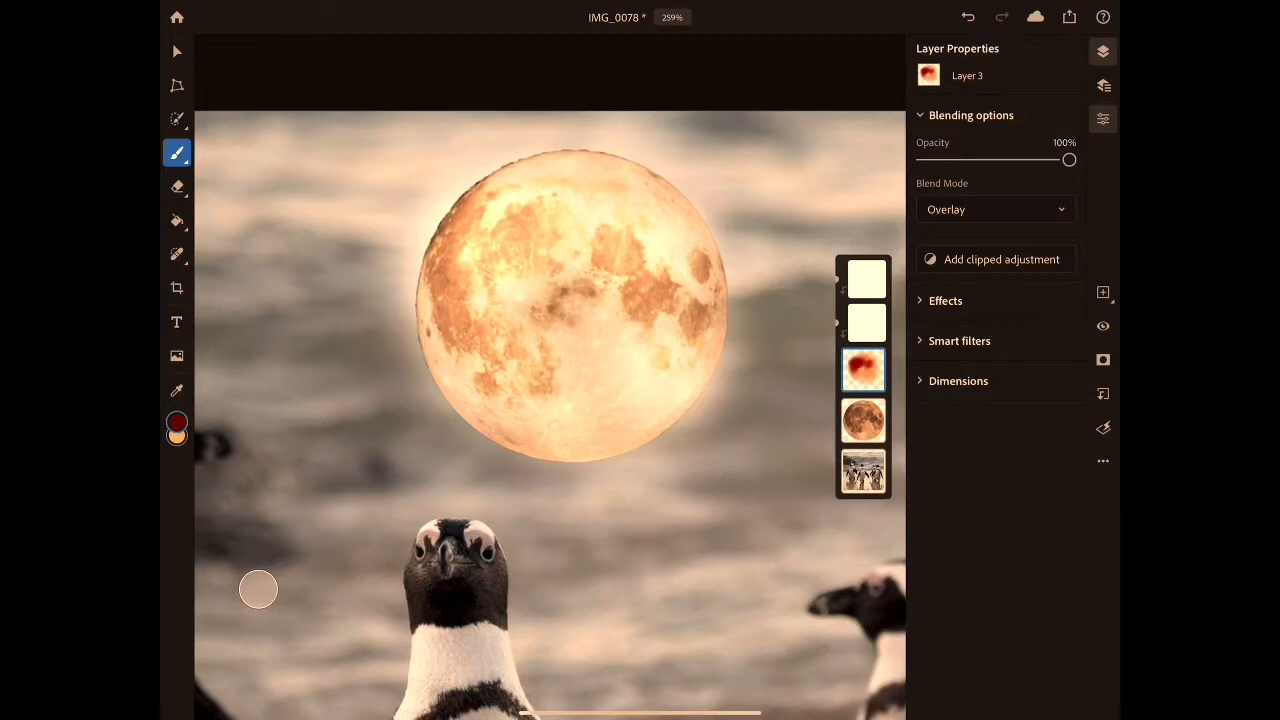 IMG_0078 *
259%
Layer Properties
Layer 3
Blending options
Opacity
100%
Blend Mode
Overlay
Add clipped adjustment
Effects
Smart filters
Dimensions
T
?